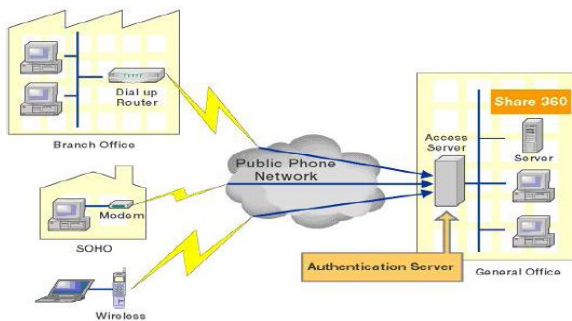 Dial up
Router
Branch Office
Modem
SOHO
Wireless
Public Phone
Network
Share 360
Access
Server
Server
Authentication Server
General Office